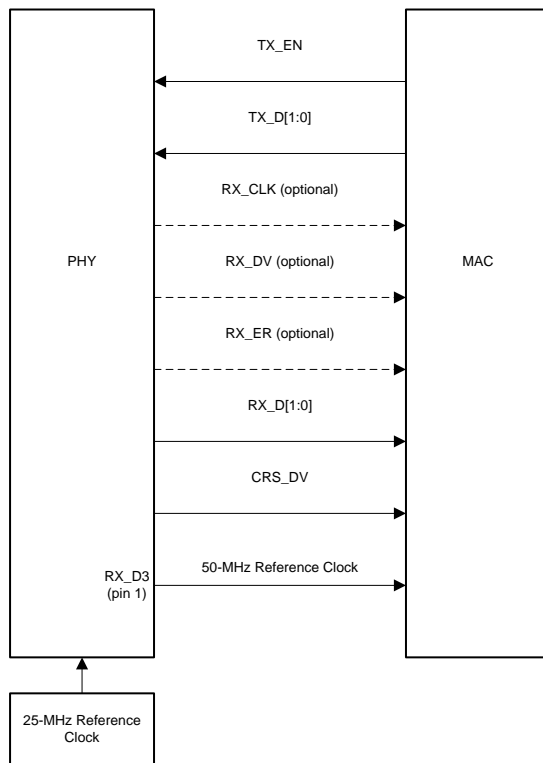 TX_EN
TX_D[1:0]
RX_CLK (optional)
PHY
RX_DV (optional)
MAC
RX_ER (optional)
RX_D[1:0]
CRS_DV
RX_D3
(pin 1)
50-MHz Reference Clock
25-MHz Reference
Clock